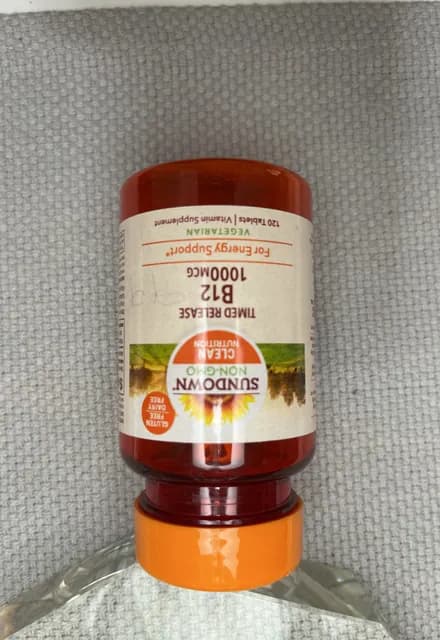 SUNDOWN
NON-GMO
CLEAN
NUTRITION
GLUTEN
FREE
DAIRY
FREE
TIMED RELEASE
B12
1000MCG
For Energy Support*
VEGETARIAN
120 Tablets | Vitamin Supplement